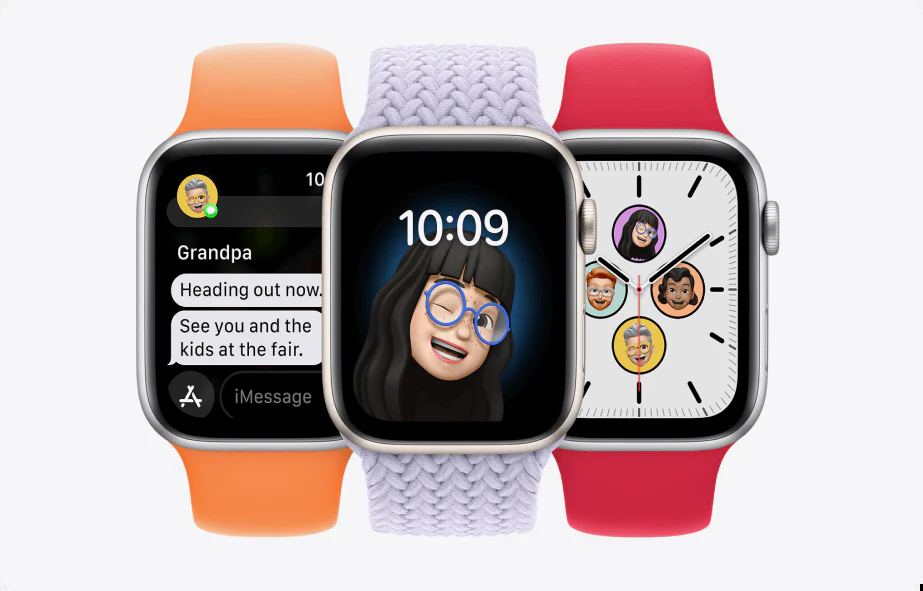 10
Grandpa
Heading out now.
See you and the
kids at the fair.
iMessage
10:09